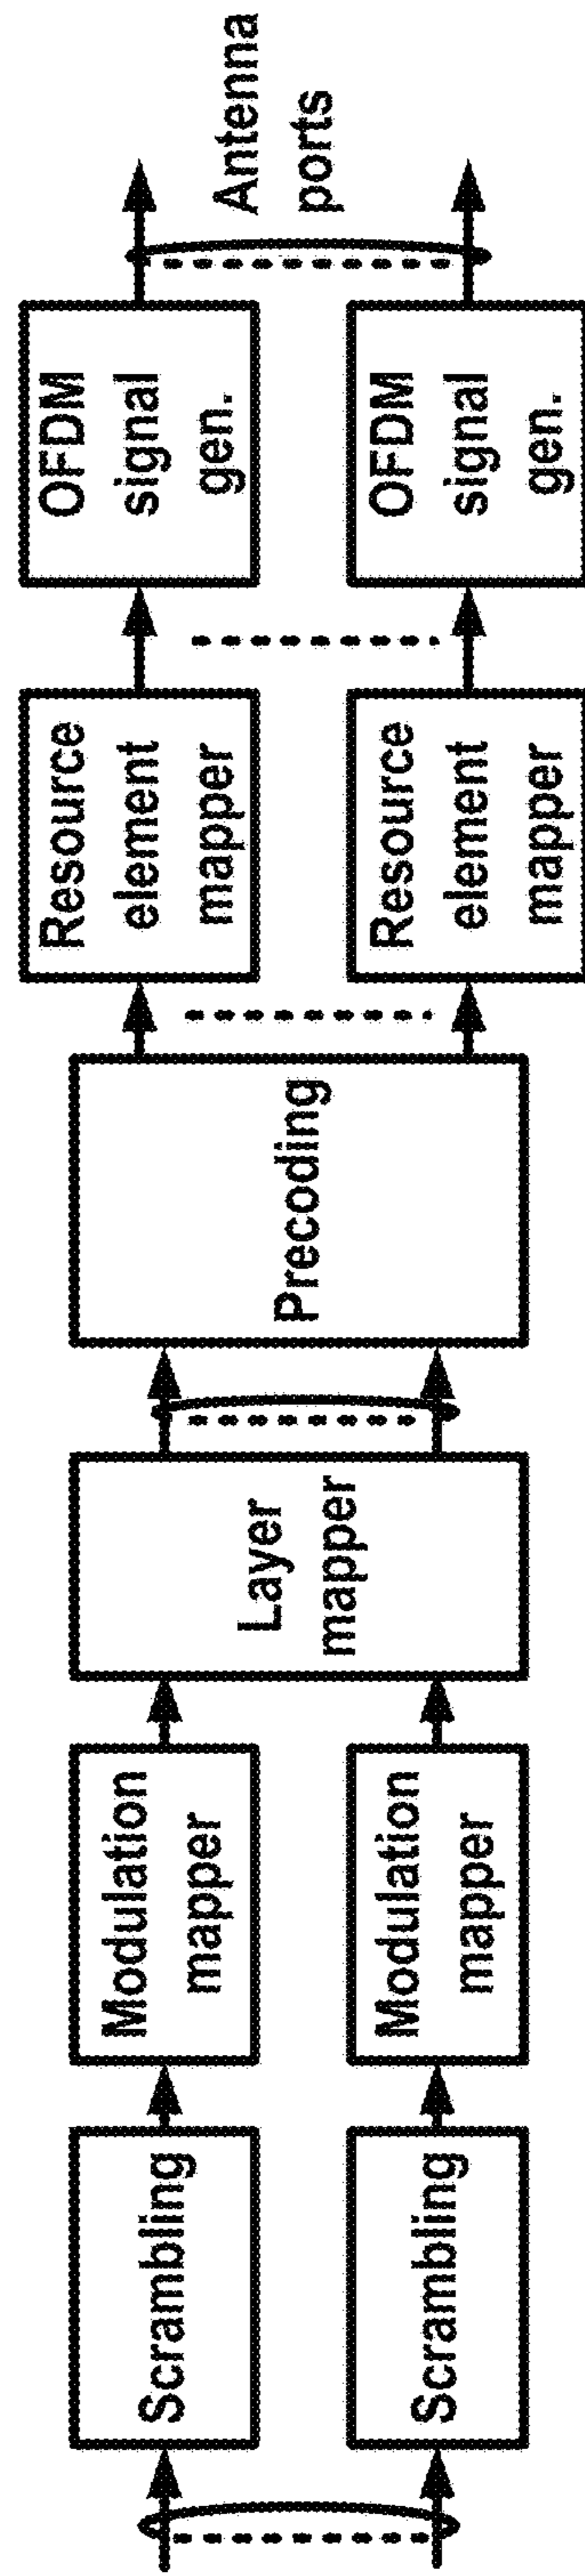 Scrambling
Modulation
mapper
Layer
mapper
Precoding
Resource
element
mapper
OFDM
signal
gen.
Antenna
ports
Scrambling
Modulation
mapper
Resource
element
mapper
OFDM
signal
gen.